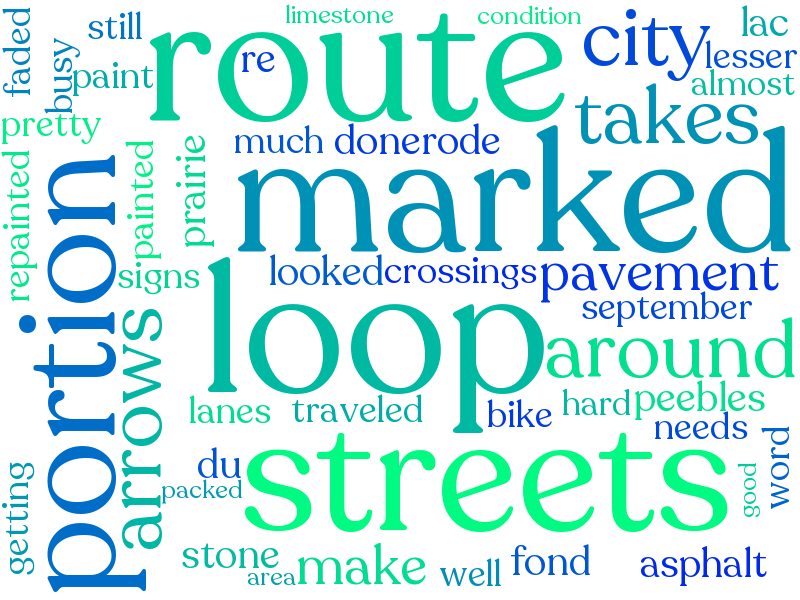 limestone
condition
lac
faded
still
route
city
busy
re
lesser
paint
almost
pretty
takes
much
donerode
prairie
painted
repainted
marked
portion
signs
looked
crossings
pavement
loop
september
arrows
around
lanes
traveled
bike
hard
peebles
needs
word
du
streets
packed
good
getting
stone
area
make
well
fond
asphalt